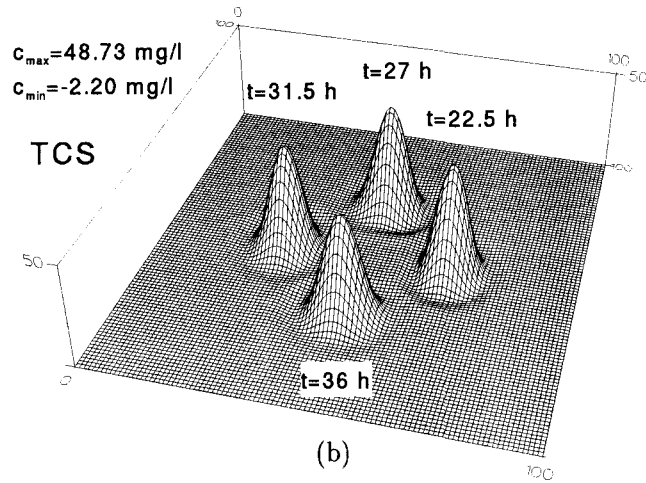 0
100
c_max=48.73 mg/l
t=27 h
50
c_min=-2.20 mg/l
t=31.5 h
t=22.5 h
TCS
50
0
t=36 h
100
(b)